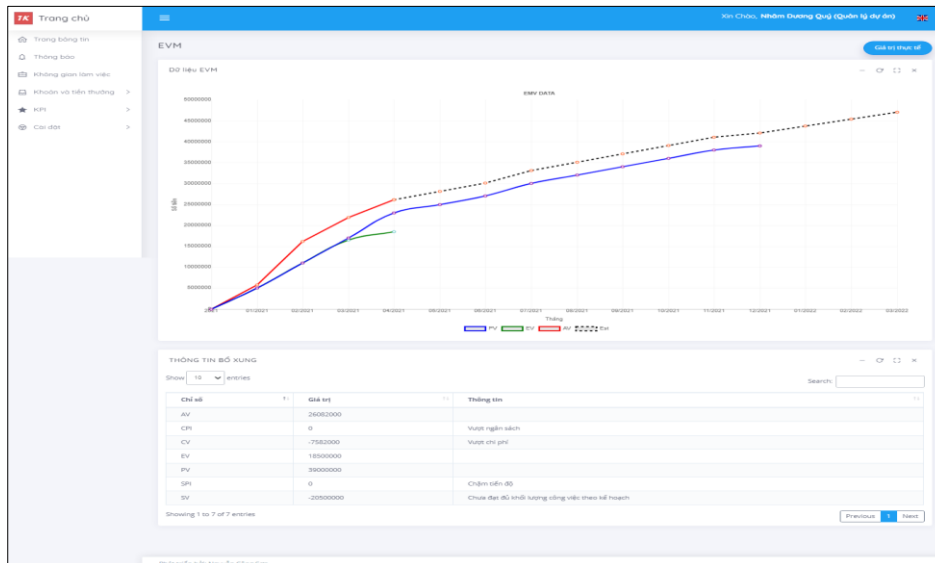 TK Trang chủ
Xin Chào, Nhâm Dương Quý (Quản lý dự án)
Trang bảng tin
Thông báo
Không gian làm việc
Khoán và tiền thưởng >
KPI >
Cài đặt >
EVM
Giá trị thực tế
Dữ liệu EVM
EMV DATA
50000000
45000000
40000000
35000000
30000000
25000000
20000000
15000000
10000000
5000000
Số tiền
2021 01/2021 02/2021 03/2021 04/2021 05/2021 06/2021 07/2021 08/2021 09/2021 10/2021 11/2021 12/2021 01/2022 02/2022 03/2022
Tháng
PV EV AV Est
THÔNG TIN BỔ XUNG
Show 10 entries
Search:
Chỉ số Giá trị Thông tin
AV 26082000
CPI 0 Vượt ngân sách
CV -7582000 Vượt chi phí
EV 18500000
PV 39000000
SPI 0 Chậm tiến độ
SV -20500000 Chưa đạt đủ khối lượng công việc theo kế hoạch
Showing 1 to 7 of 7 entries
Previous 1 Next